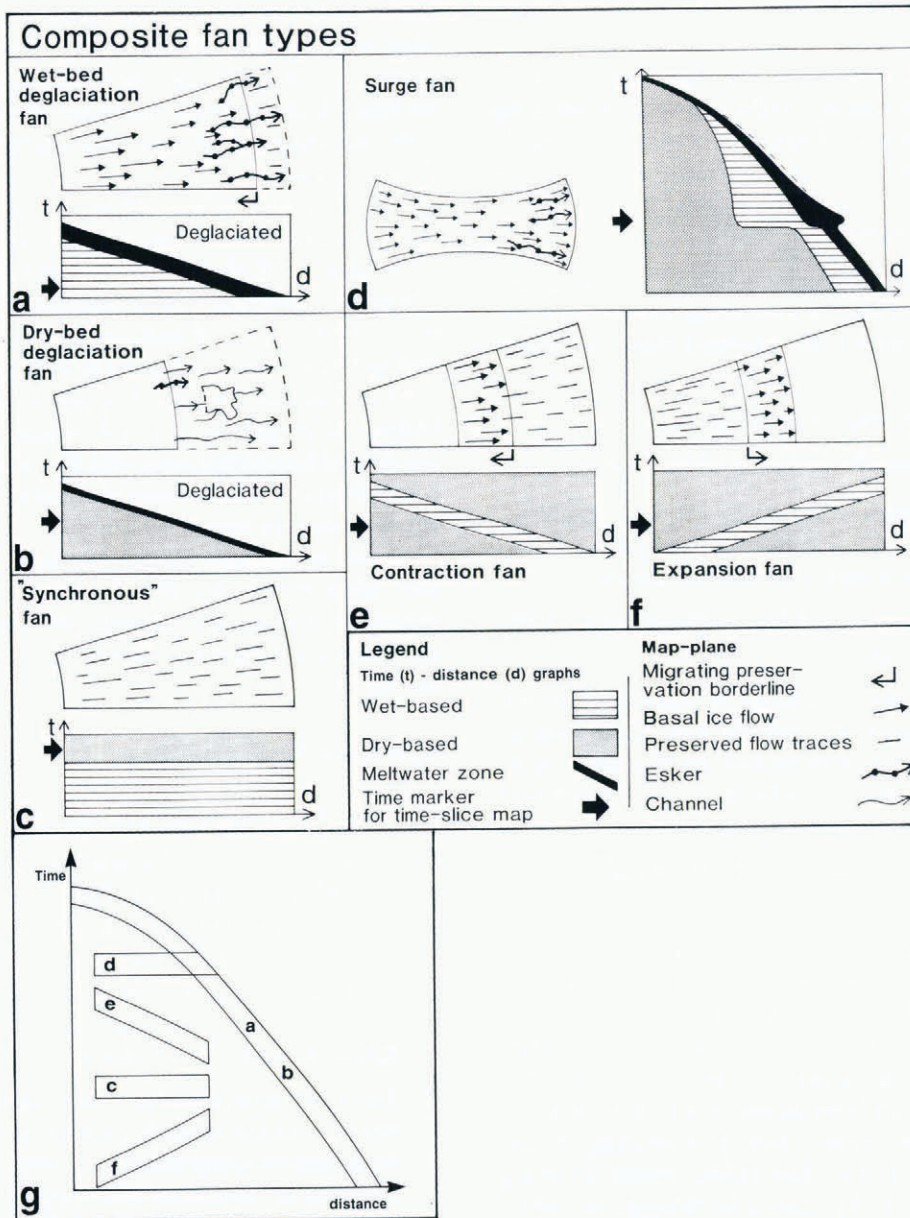 Composite fan types
Wet-bed
deglaciation
fan
t
Deglaciated
d
a
Surge fan
t
d
d
Dry-bed
deglaciation
fan
t
Deglaciated
d
b
t
d
Contraction fan
e
t
d
Expansion fan
f
"Synchronous"
fan
t
d
c
Legend
Time (t) - distance (d) graphs
Wet-based
Dry-based
Meltwater zone
Time marker
for time-slice map
Map-plane
Migrating preser-
vation borderline
Basal ice flow
Preserved flow traces
Esker
Channel
Time
d
e
a
c
b
f
distance
g